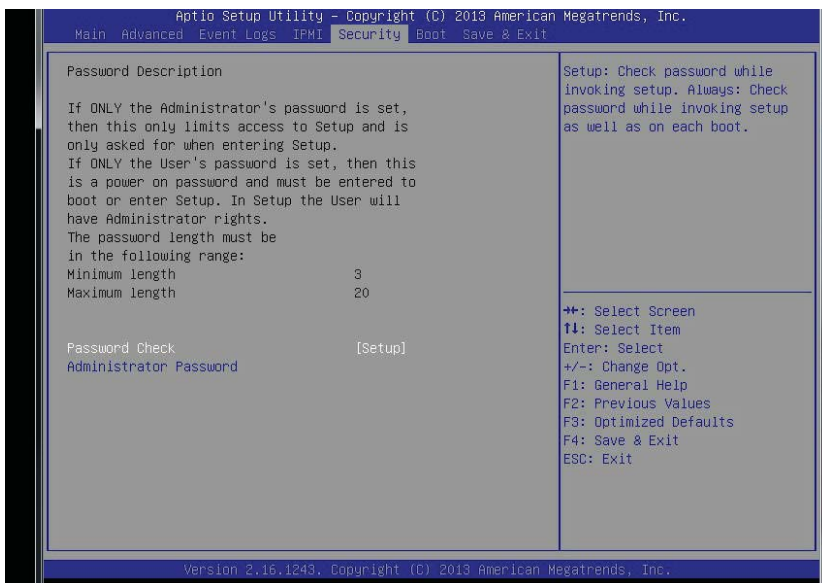 Aptio Setup Utility – Copyright (C) 2013 American Megatrends, Inc.
Main Advanced Event Logs IPMI Security Boot Save & Exit
Password Description
If ONLY the Administrator's password is set,
then this only limits access to Setup and is
only asked for when entering Setup.
If ONLY the User's password is set, then this
is a power on password and must be entered to
boot or enter Setup. In Setup the User will
have Administrator rights.
The password length must be
in the following range:
Minimum length 3
Maximum length 20
Password Check [Setup]
Administrator Password
Setup: Check password while
invoking setup. Always: Check
password while invoking setup
as well as on each boot.
→←: Select Screen
↑↓: Select Item
Enter: Select
+/-: Change Opt.
F1: General Help
F2: Previous Values
F3: Optimized Defaults
F4: Save & Exit
ESC: Exit
Version 2.16.1243. Copyright (C) 2013 American Megatrends, Inc.